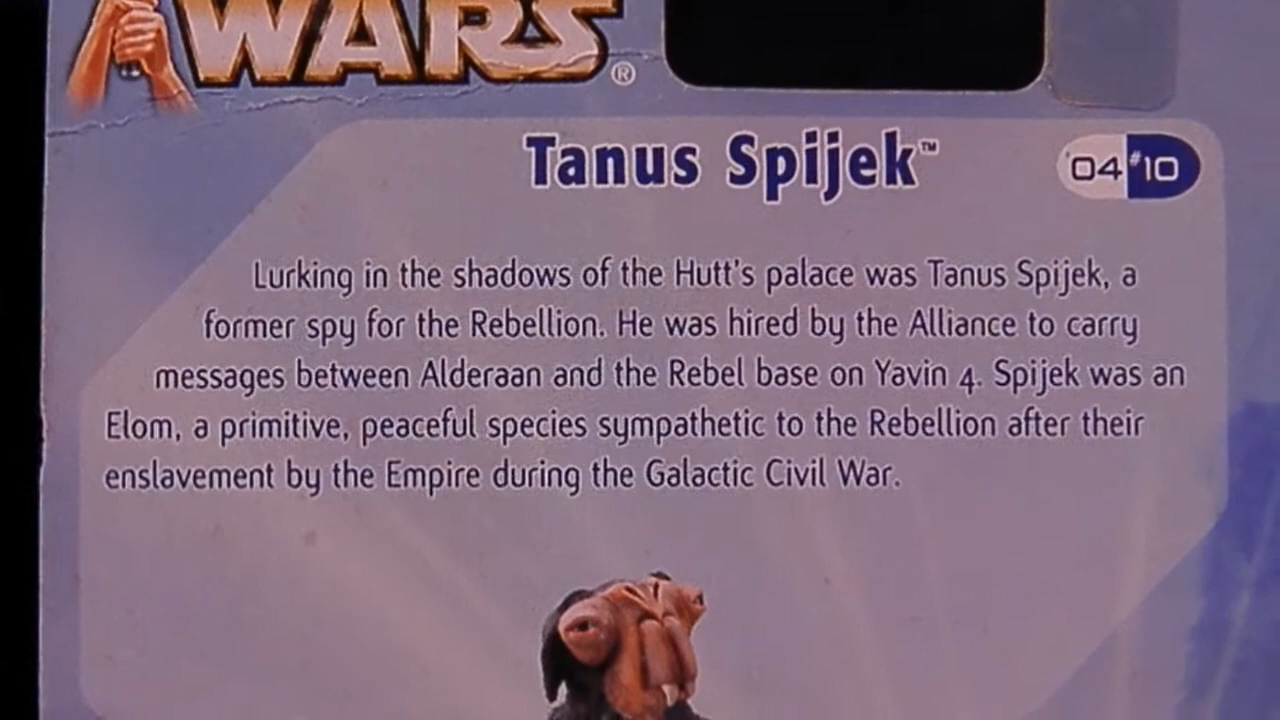 WARS®
Tanus Spijek™
'04 #10
Lurking in the shadows of the Hutt's palace was Tanus Spijek, a
former spy for the Rebellion. He was hired by the Alliance to carry
messages between Alderaan and the Rebel base on Yavin 4. Spijek was an
Elom, a primitive, peaceful species sympathetic to the Rebellion after their
enslavement by the Empire during the Galactic Civil War.